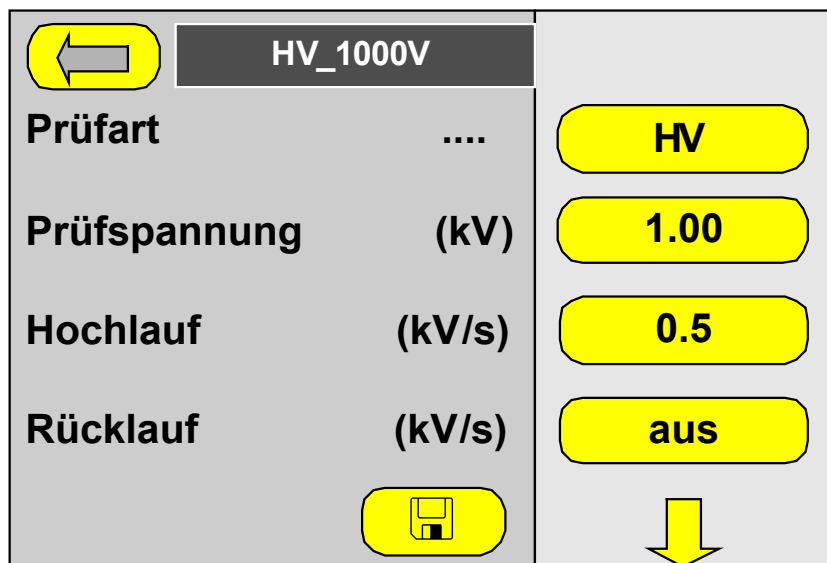 HV_1000V
Prüfart .... HV
Prüfspannung (kV) 1.00
Hochlauf (kV/s) 0.5
Rücklauf (kV/s) aus